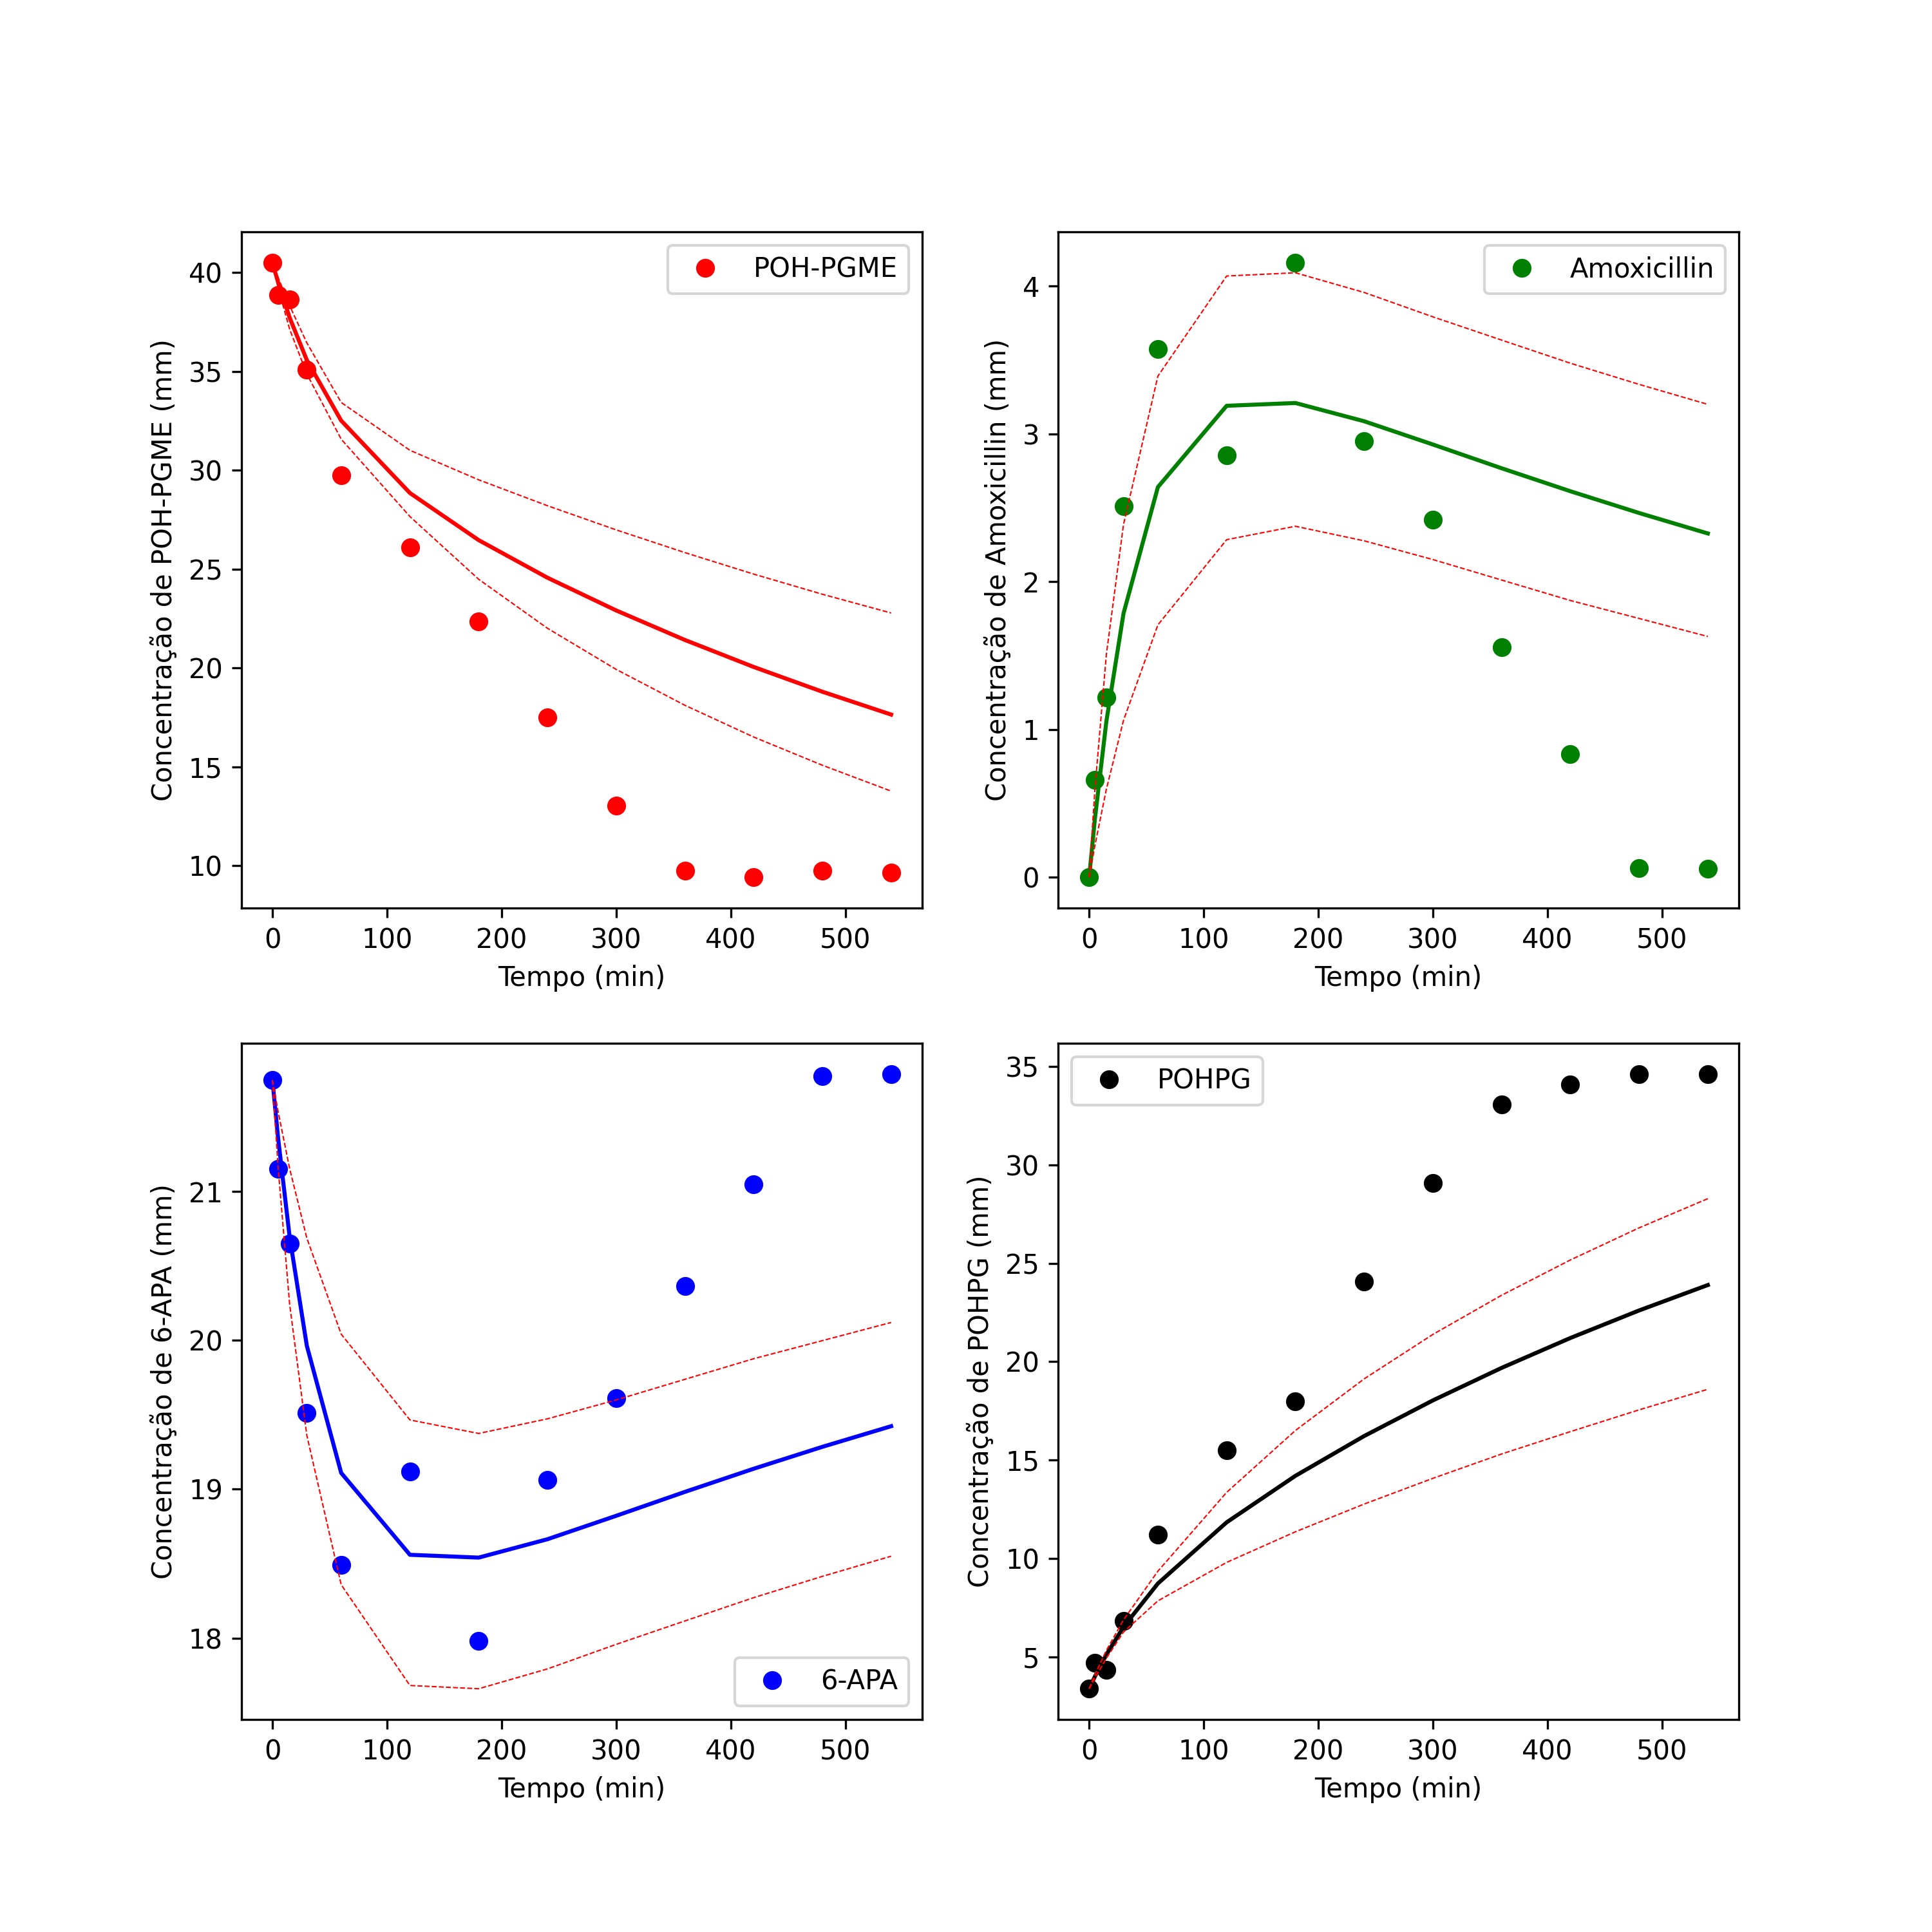 POH-PGME
Concentração de POH-PGME (mm)
40
35
30
25
20
15
10
0 100 200 300 400 500
Tempo (min)
Amoxicillin
Concentração de Amoxicillin (mm)
4
3
2
1
0
0 100 200 300 400 500
Tempo (min)
Concentração de 6-APA (mm)
21
20
19
18
6-APA
0 100 200 300 400 500
Tempo (min)
POHPG
Concentração de POHPG (mm)
35
30
25
20
15
10
5
0 100 200 300 400 500
Tempo (min)